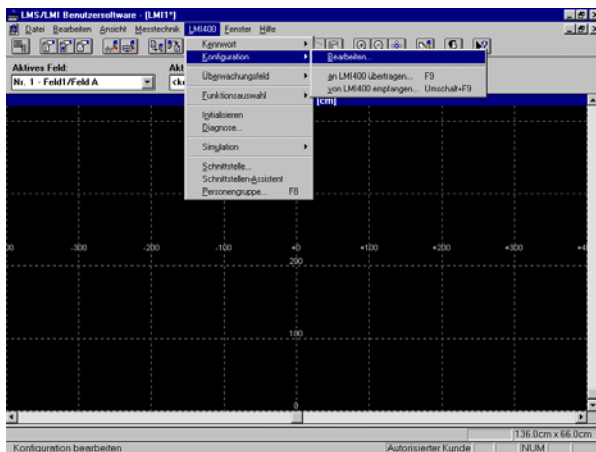 LMS/LMI Benutzersoftware - [LMI1*]
Datei Bearbeiten Ansicht Messtechnik LMI400 Fenster Hilfe
Kennwort
Konfiguration
Überwachungsfeld
Funktionsauswahl
Initialisieren
Diagnose...
Simulation
Schnittstelle...
Schnittstellen-Assistent
Personengruppe... F8
Bearbeiten...
an LMI400 übertragen... F9
von LMI400 empfangen... Umschalt+F9
Aktives Feld:
Nr. 1 - Feld1/Feld A
[cm]
-300 -200 -100 +0 +100 +200 +300
200
100
0
136.0cm x 66.0cm
Konfiguration bearbeiten Autorisierter Kunde NUM